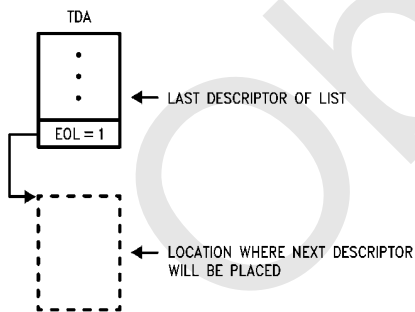 TDA
LAST DESCRIPTOR OF LIST
EOL = 1
LOCATION WHERE NEXT DESCRIPTOR
WILL BE PLACED